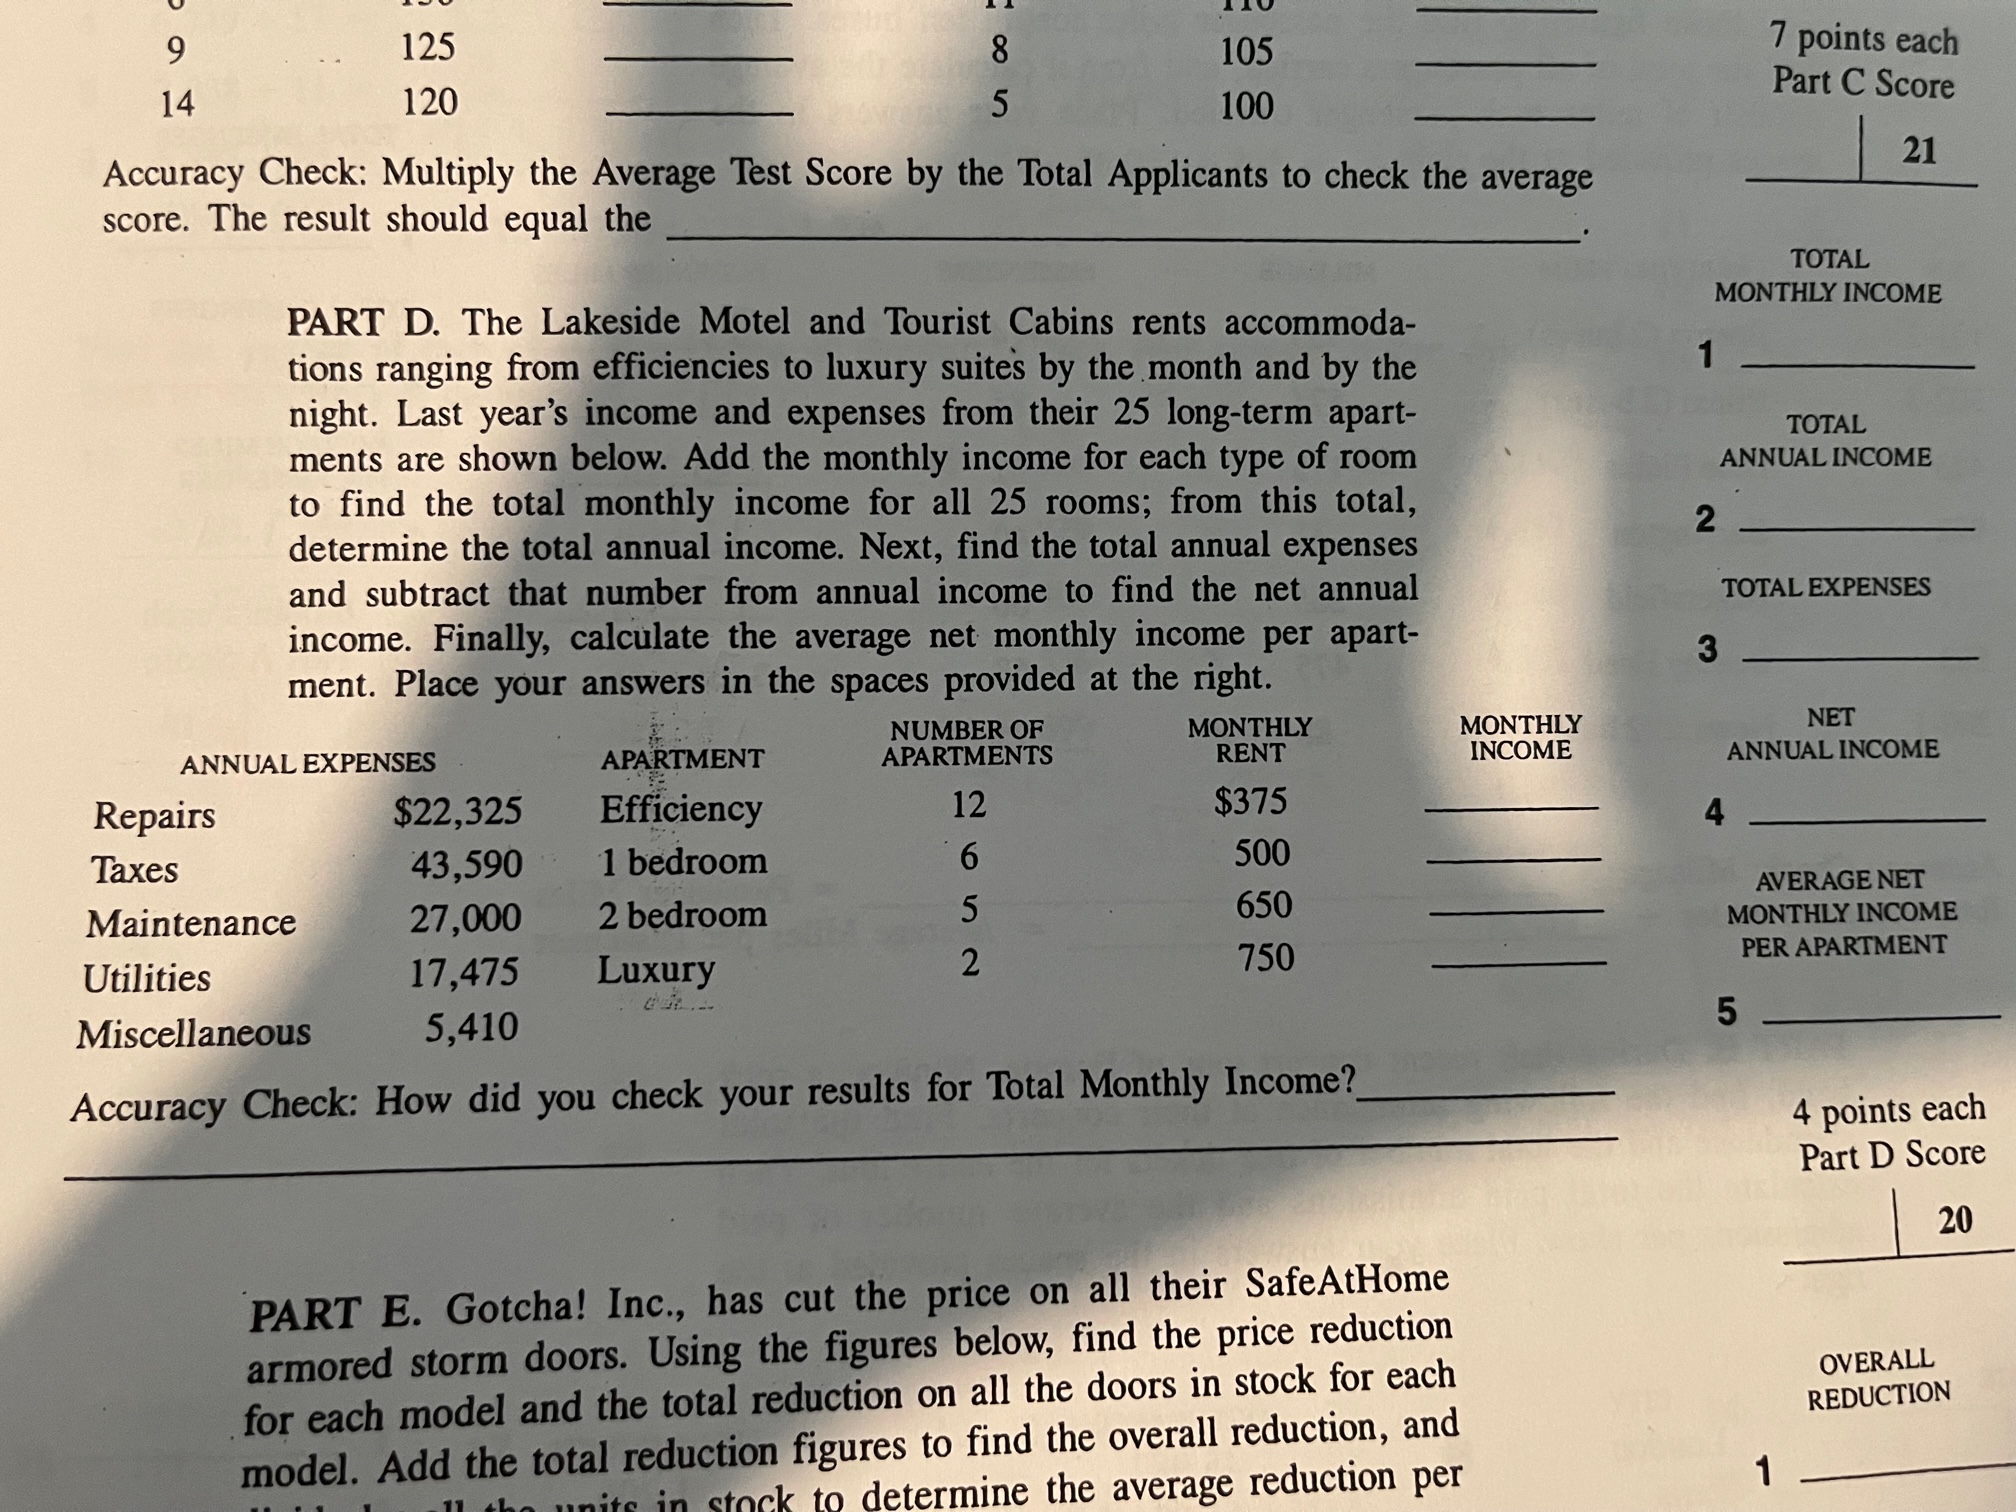 9 125 8 105
14 120 5 100
7 points each
Part C Score
21
Accuracy Check: Multiply the Average Test Score by the Total Applicants to check the average
score. The result should equal the .
PART D. The Lakeside Motel and Tourist Cabins rents accommoda-
tions ranging from efficiencies to luxury suites by the month and by the
night. Last year's income and expenses from their 25 long-term apart-
ments are shown below. Add the monthly income for each type of room
to find the total monthly income for all 25 rooms; from this total,
determine the total annual income. Next, find the total annual expenses
and subtract that number from annual income to find the net annual
income. Finally, calculate the average net monthly income per apart-
ment. Place your answers in the spaces provided at the right.
ANNUAL EXPENSES APARTMENT NUMBER OF APARTMENTS MONTHLY RENT MONTHLY INCOME
Repairs $22,325 Efficiency 12 $375
Taxes 43,590 1 bedroom 6 500
Maintenance 27,000 2 bedroom 5 650
Utilities 17,475 Luxury 2 750
Miscellaneous 5,410
Accuracy Check: How did you check your results for Total Monthly Income?
TOTAL
MONTHLY INCOME
1
TOTAL
ANNUAL INCOME
2
TOTAL EXPENSES
3
NET
ANNUAL INCOME
4
AVERAGE NET
MONTHLY INCOME
PER APARTMENT
5
4 points each
Part D Score
20
PART E. Gotcha! Inc., has cut the price on all their SafeAtHome
armored storm doors. Using the figures below, find the price reduction
for each model and the total reduction on all the doors in stock for each
model. Add the total reduction figures to find the overall reduction, and
units in stock to determine the average reduction per
OVERALL
REDUCTION
1